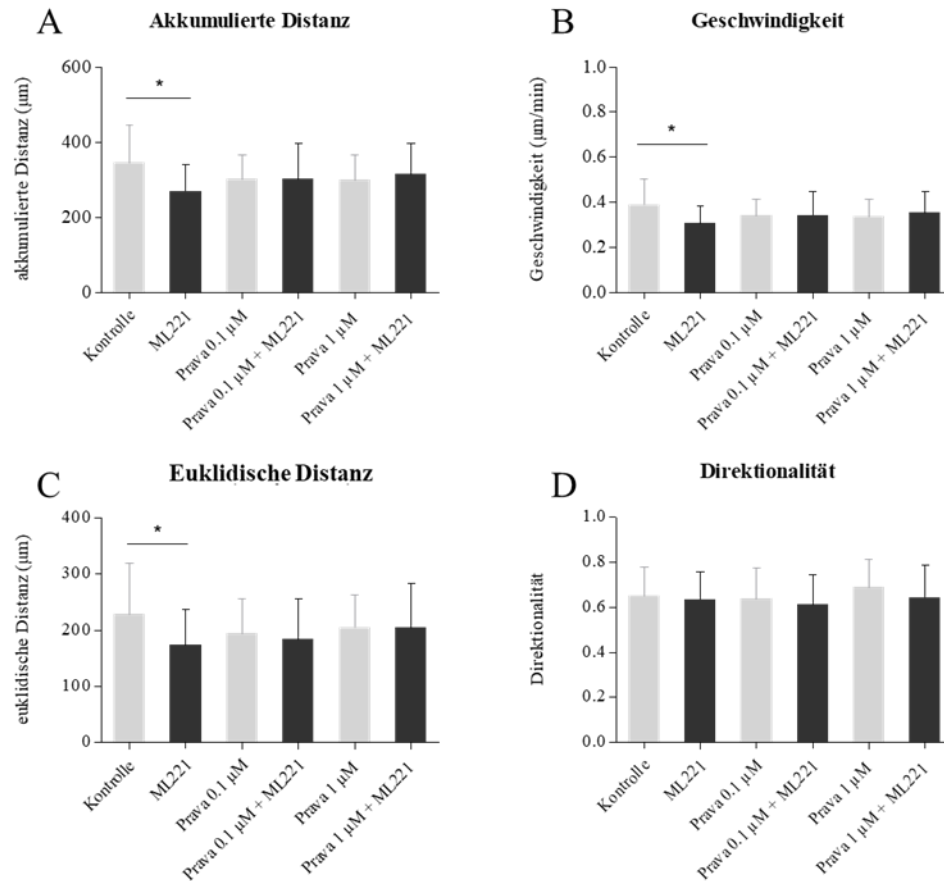 A
Akkumulierte Distanz
akkumulierte Distanz (µm)
600
400
200
0
*
Kontrolle
ML221
Prava 0.1 µM
Prava 0.1 µM + ML221
Prava 1 µM
Prava 1 µM + ML221
B
Geschwindigkeit
Geschwindigkeit (µm/min)
1.0
0.8
0.6
0.4
0.2
0.0
*
Kontrolle
ML221
Prava 0.1 µM
Prava 0.1 µM + ML221
Prava 1 µM
Prava 1 µM + ML221
C
Euklidische Distanz
euklidische Distanz (µm)
400
300
200
100
0
*
Kontrolle
ML221
Prava 0.1 µM
Prava 0.1 µM + ML221
Prava 1 µM
Prava 1 µM + ML221
D
Direktionalität
Direktionalität
1.0
0.8
0.6
0.4
0.2
0.0
Kontrolle
ML221
Prava 0.1 µM
Prava 0.1 µM + ML221
Prava 1 µM
Prava 1 µM + ML221